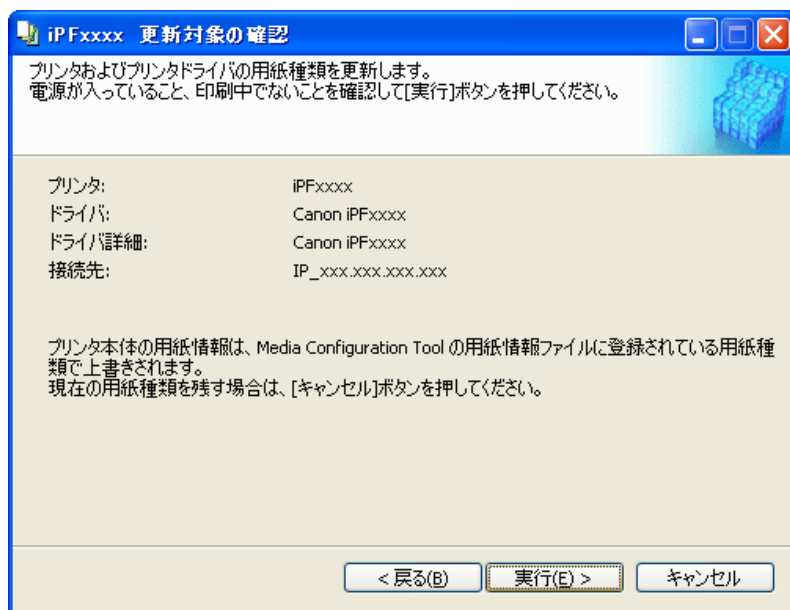 iPFxxxx 更新対象の確認
プリンタおよびプリンタドライバの用紙種類を更新します。
電源が入っていること、印刷中でないことを確認して[実行]ボタンを押してください。
プリンタ: iPFxxxx
ドライバ: Canon iPFxxxx
ドライバ詳細: Canon iPFxxxx
接続先: IP_xxx.xxx.xxx.xxx
プリンタ本体の用紙情報は、Media Configuration Tool の用紙情報ファイルに登録されている用紙種
類で上書きされます。
現在の用紙種類を残す場合は、[キャンセル]ボタンを押してください。
< 戻る(B) 実行(E) > キャンセル